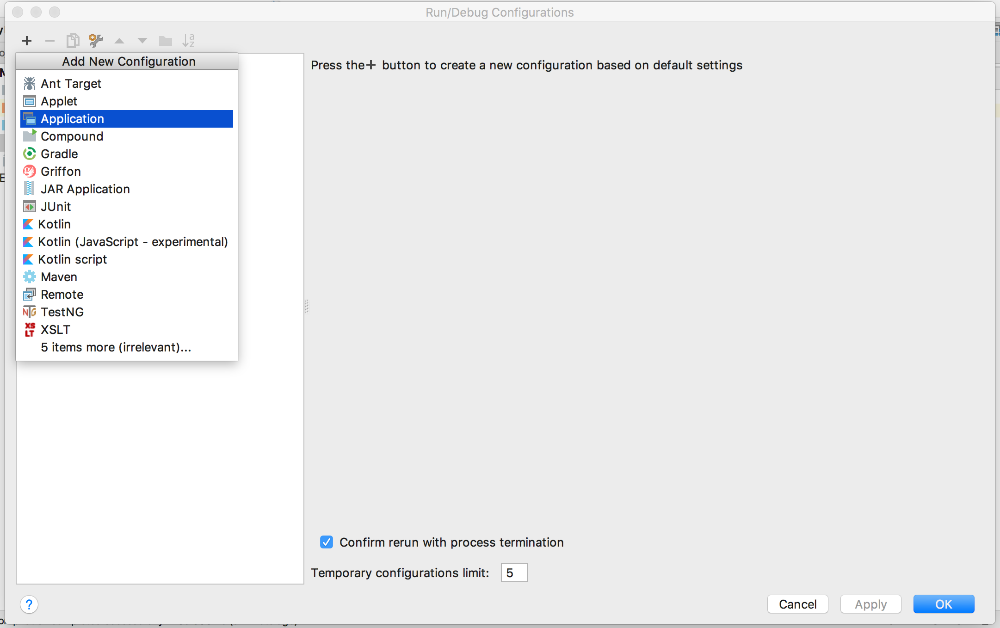 Run/Debug Configurations
Add New Configuration
Press the + button to create a new configuration based on default settings
Ant Target
Applet
Application
Compound
Gradle
Griffon
JAR Application
JUnit
Kotlin
Kotlin (JavaScript - experimental)
Kotlin script
Maven
Remote
TestNG
XSLT
5 items more (irrelevant)...
Confirm rerun with process termination
Temporary configurations limit: 5
? Cancel Apply OK